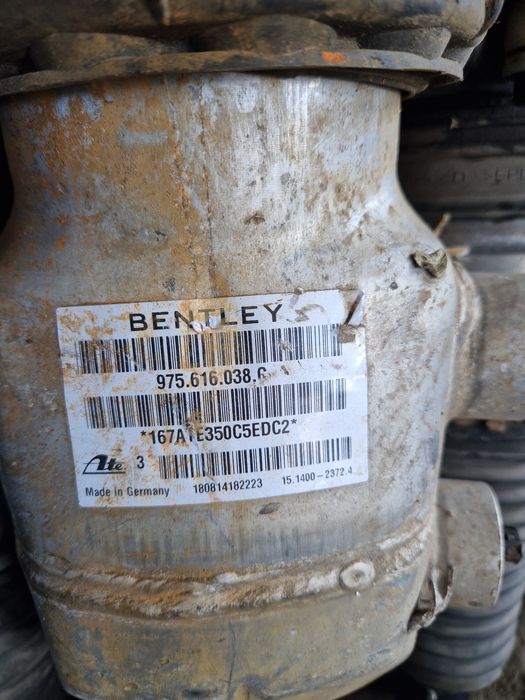 BENTLEY
975.616.038.G
*167ATE350C5EDC2*
Ate 3
Made in Germany 180814182223 15.1400-2372.4